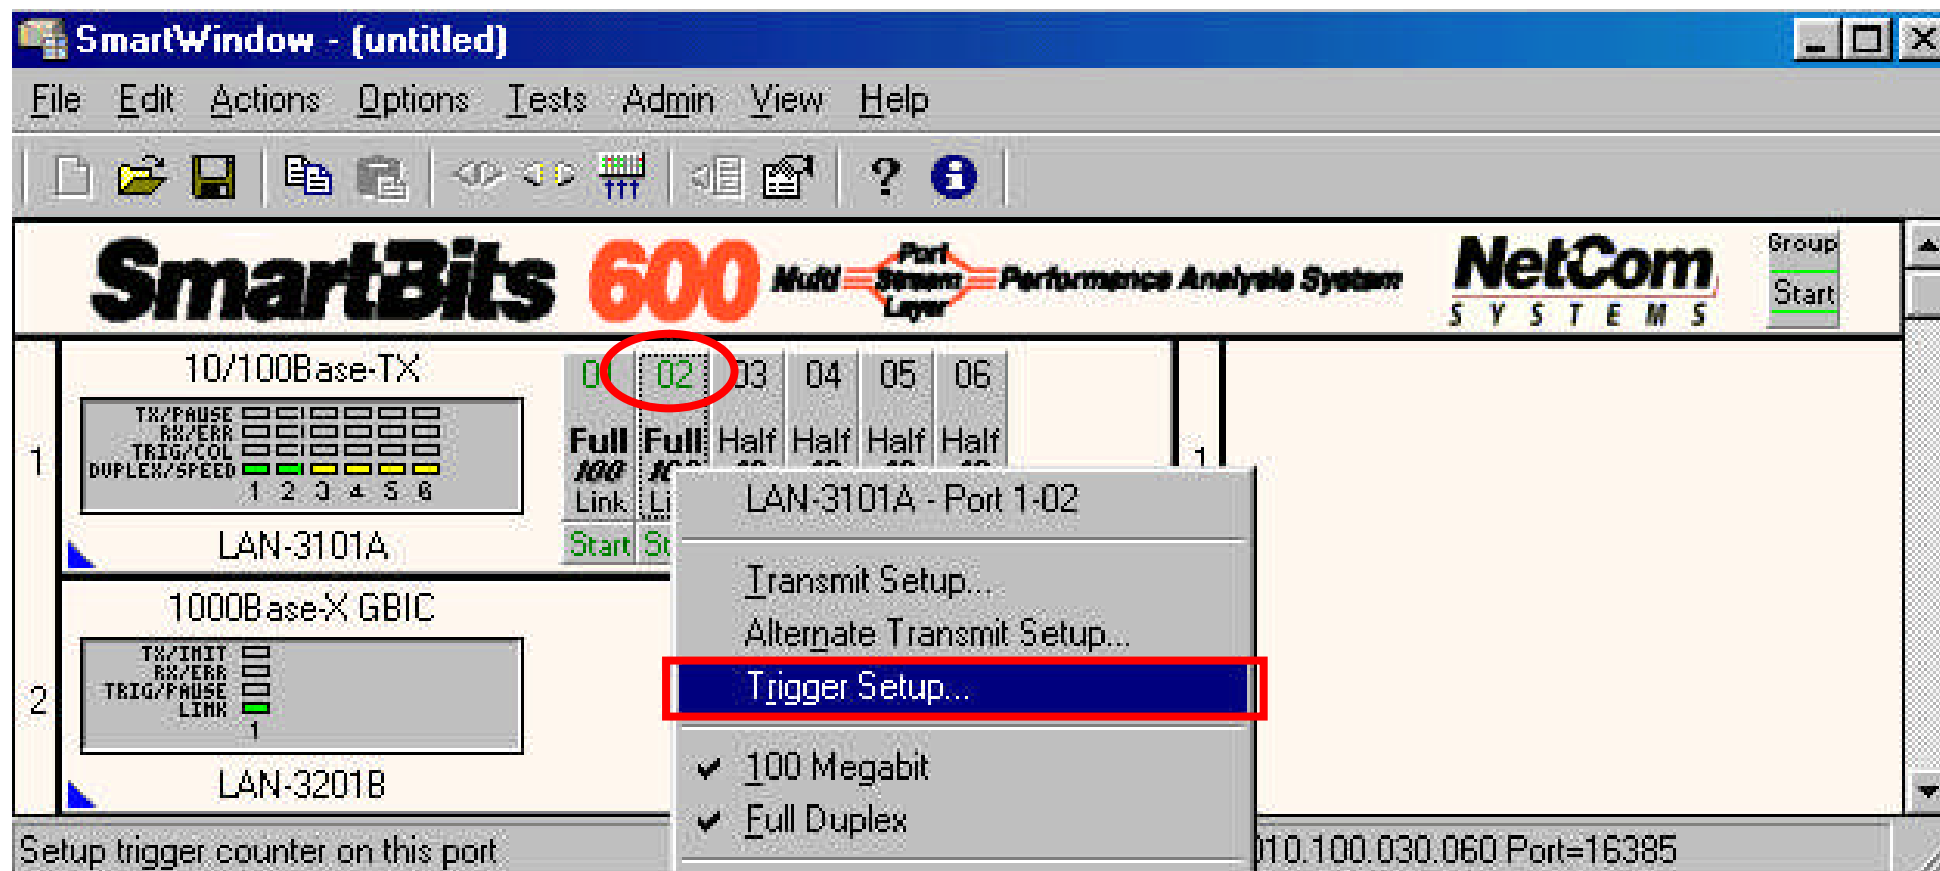 SmartWindow - (untitled)
File Edit Actions Options Tests Admin View Help
SmartBits 600 Multi Port Stream Layer Performance Analysis System NetCom SYSTEMS
Group
Start
1
10/100Base-TX
TX/PAUSE
RX/ERR
TRIG/COL
DUPLEX/SPEED
1 2 3 4 5 6
LAN-3101A
01 02 03 04 05 06
Full Full Half Half Half Half
100
Link
Start
1
2
1000Base-X GBIC
TX/INIT
RX/ERR
TRIG/PAUSE
LINK
1
LAN-3201B
LAN-3101A - Port 1-02
Transmit Setup...
Alternate Transmit Setup...
Trigger Setup...
100 Megabit
Full Duplex
Setup trigger counter on this port
010.100.030.060 Port=16385